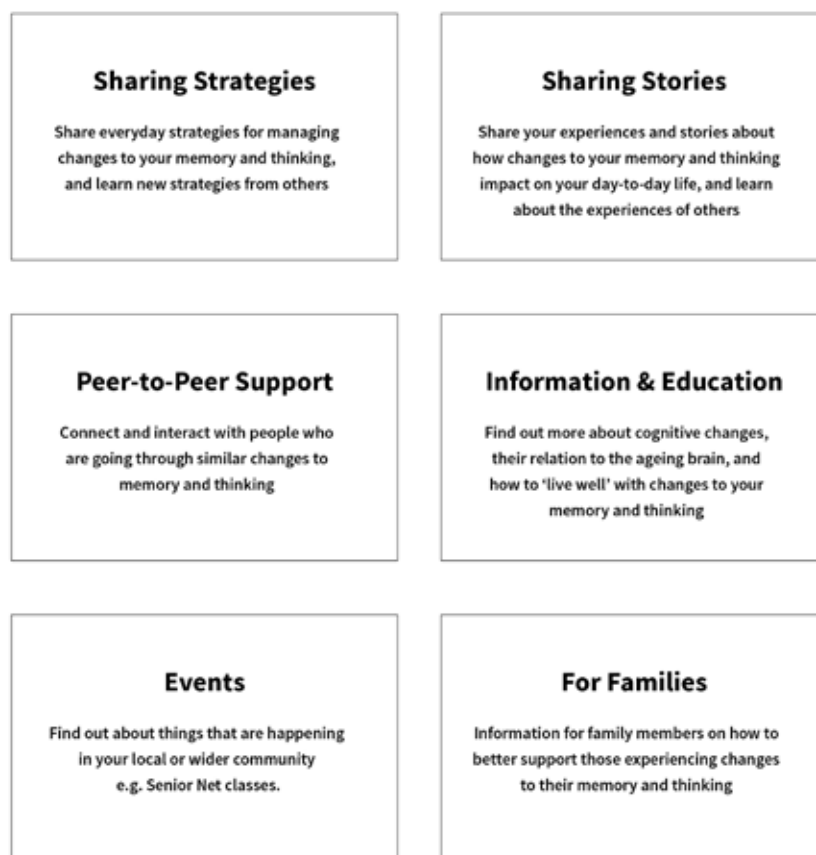 Sharing Strategies
Share everyday strategies for managing
changes to your memory and thinking,
and learn new strategies from others
Sharing Stories
Share your experiences and stories about
how changes to your memory and thinking
impact on your day-to-day life, and learn
about the experiences of others
Peer-to-Peer Support
Connect and interact with people who
are going through similar changes to
memory and thinking
Information & Education
Find out more about cognitive changes,
their relation to the ageing brain, and
how to ‘live well’ with changes to your
memory and thinking
Events
Find out about things that are happening
in your local or wider community
e.g. Senior Net classes.
For Families
Information for family members on how to
better support those experiencing changes
to their memory and thinking